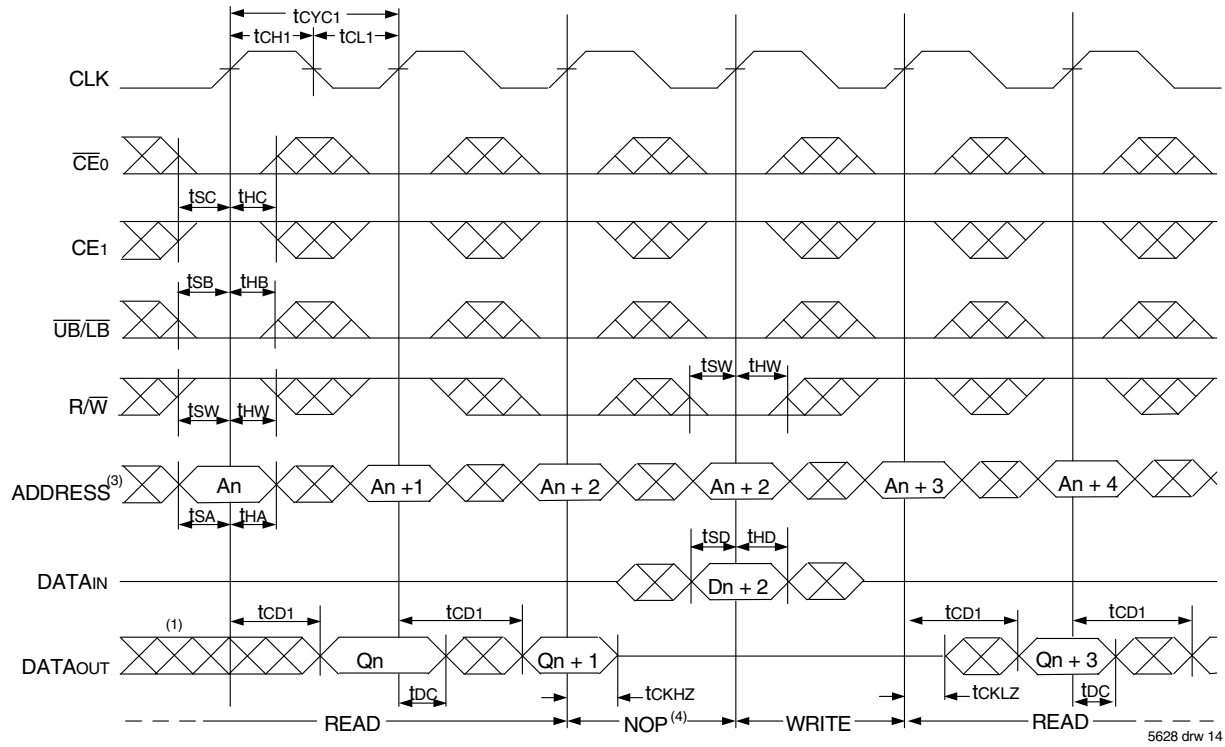 tCYC1
tCH1 tCL1
CLK
CE0
tSC tHC
CE1
tSB tHB
UB/LB
tSW tHW
R/W
tSW tHW
ADDRESS(3) An An +1 An + 2 An + 2 An + 3 An + 4
tSA tHA
tSD tHD
DATAIN Dn + 2
tCD1 tCD1 tCD1 tCD1
(1)
DATAOUT Qn Qn + 1 Qn + 3
tDC tCKHZ tCKLZ tDC
READ NOP(4) WRITE READ
5628 drw 14